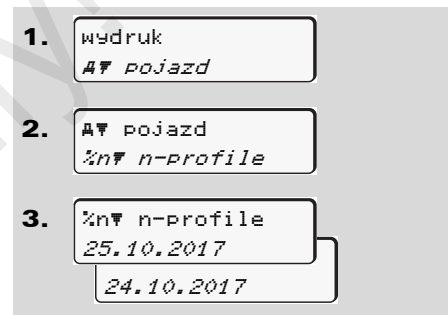 1. wydruk
A▼ pojazd
2. A▼ pojazd
%n▼ n-profile
3. %n▼ n-profile
25.10.2017
24.10.2017